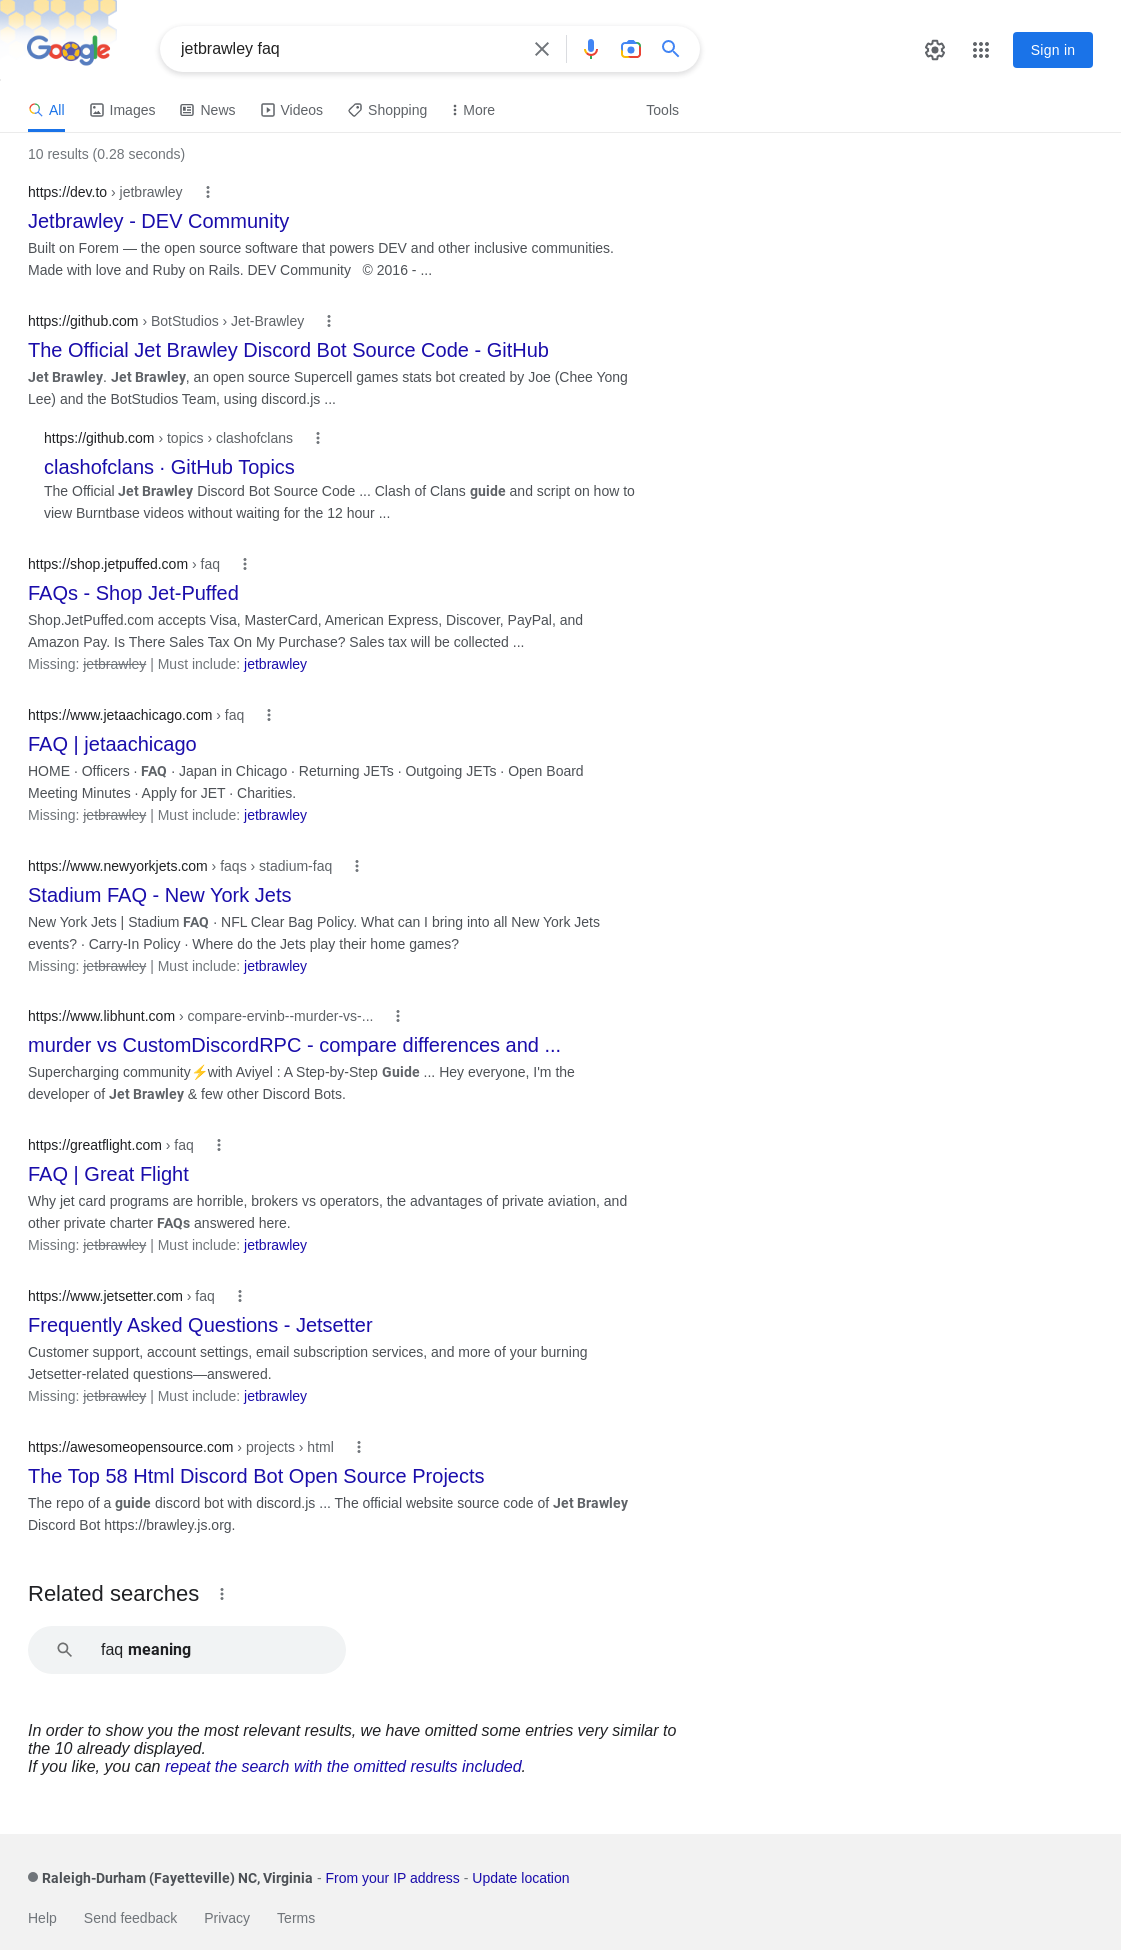 Google
jetbrawley faq
Sign in
All Images News Videos Shopping More Tools
10 results (0.28 seconds)
https://dev.to › jetbrawley
Jetbrawley - DEV Community
Built on Forem — the open source software that powers DEV and other inclusive communities.
Made with love and Ruby on Rails. DEV Community © 2016 - ...
https://github.com › BotStudios › Jet-Brawley
The Official Jet Brawley Discord Bot Source Code - GitHub
Jet Brawley. Jet Brawley, an open source Supercell games stats bot created by Joe (Chee Yong
Lee) and the BotStudios Team, using discord.js ...
https://github.com › topics › clashofclans
clashofclans · GitHub Topics
The Official Jet Brawley Discord Bot Source Code ... Clash of Clans guide and script on how to
view Burntbase videos without waiting for the 12 hour ...
https://shop.jetpuffed.com › faq
FAQs - Shop Jet-Puffed
Shop.JetPuffed.com accepts Visa, MasterCard, American Express, Discover, PayPal, and
Amazon Pay. Is There Sales Tax On My Purchase? Sales tax will be collected ...
Missing: jetbrawley | Must include: jetbrawley
https://www.jetaachicago.com › faq
FAQ | jetaachicago
HOME · Officers · FAQ · Japan in Chicago · Returning JETs · Outgoing JETs · Open Board
Meeting Minutes · Apply for JET · Charities.
Missing: jetbrawley | Must include: jetbrawley
https://www.newyorkjets.com › faqs › stadium-faq
Stadium FAQ - New York Jets
New York Jets | Stadium FAQ · NFL Clear Bag Policy. What can I bring into all New York Jets
events? · Carry-In Policy · Where do the Jets play their home games?
Missing: jetbrawley | Must include: jetbrawley
https://www.libhunt.com › compare-ervinb--murder-vs-...
murder vs CustomDiscordRPC - compare differences and ...
Supercharging community⚡with Aviyel : A Step-by-Step Guide ... Hey everyone, I'm the
developer of Jet Brawley & few other Discord Bots.
https://greatflight.com › faq
FAQ | Great Flight
Why jet card programs are horrible, brokers vs operators, the advantages of private aviation, and
other private charter FAQs answered here.
Missing: jetbrawley | Must include: jetbrawley
https://www.jetsetter.com › faq
Frequently Asked Questions - Jetsetter
Customer support, account settings, email subscription services, and more of your burning
Jetsetter-related questions—answered.
Missing: jetbrawley | Must include: jetbrawley
https://awesomeopensource.com › projects › html
The Top 58 Html Discord Bot Open Source Projects
The repo of a guide discord bot with discord.js ... The official website source code of Jet Brawley
Discord Bot https://brawley.js.org.
Related searches
faq meaning
In order to show you the most relevant results, we have omitted some entries very similar to
the 10 already displayed.
If you like, you can repeat the search with the omitted results included.
Raleigh-Durham (Fayetteville) NC, Virginia - From your IP address - Update location
Help Send feedback Privacy Terms